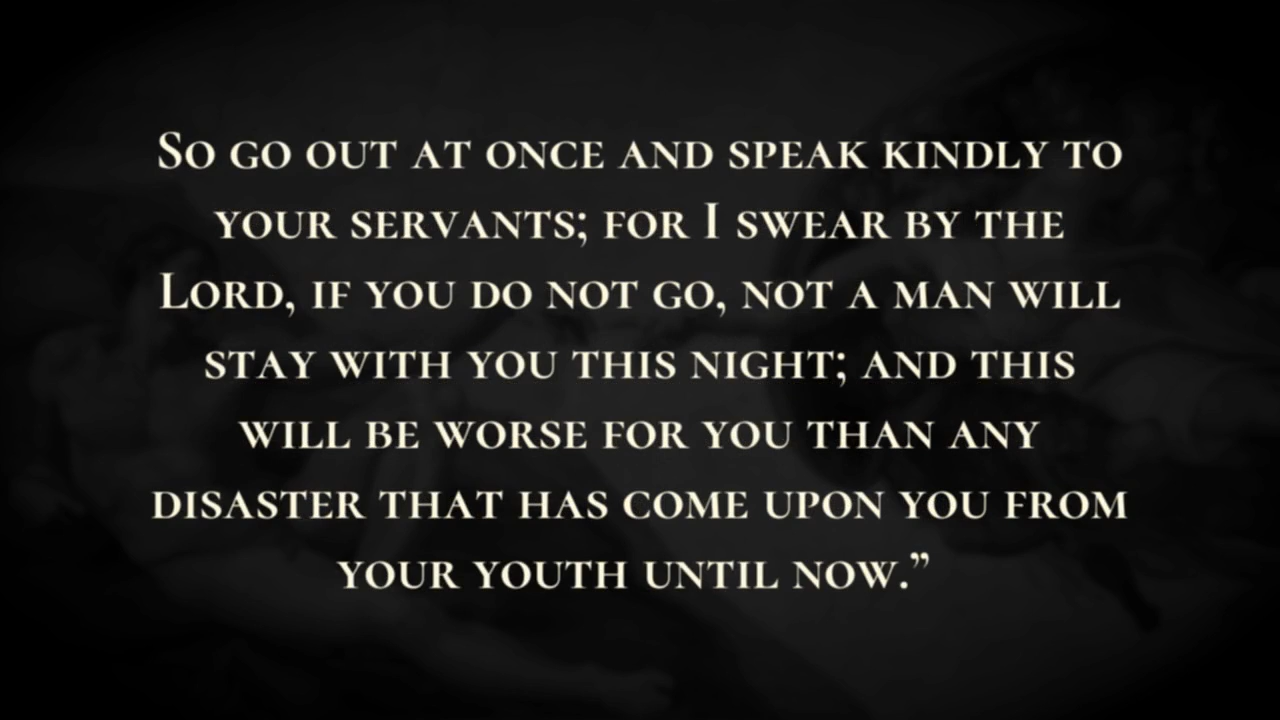 So go out at once and speak kindly to
your servants; for I swear by the
Lord, if you do not go, not a man will
stay with you this night; and this
will be worse for you than any
disaster that has come upon you from
your youth until now.”